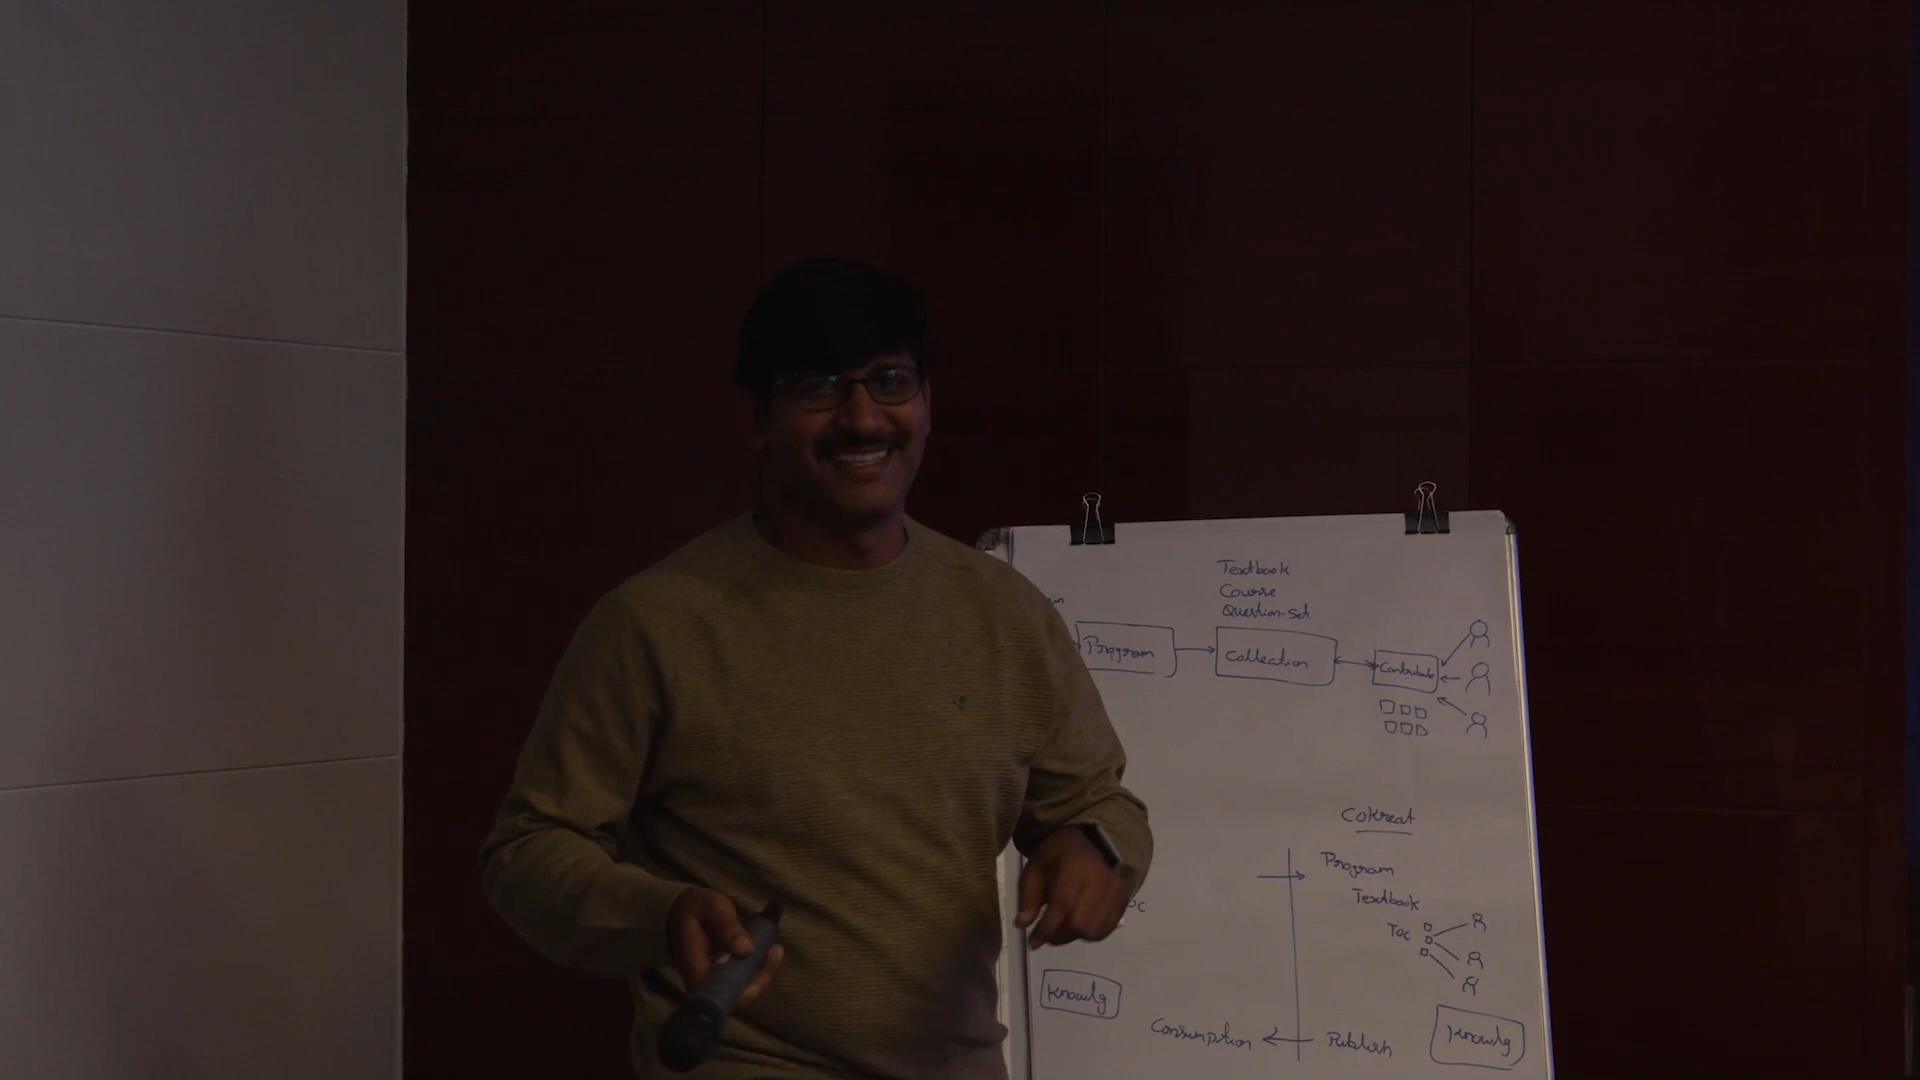 Textbook
Course
Question-Set
Program
Collection
Contribute
Cokreat
Program
Textbook
TOC
Knowlg
Consumption
Publish
Knowlg